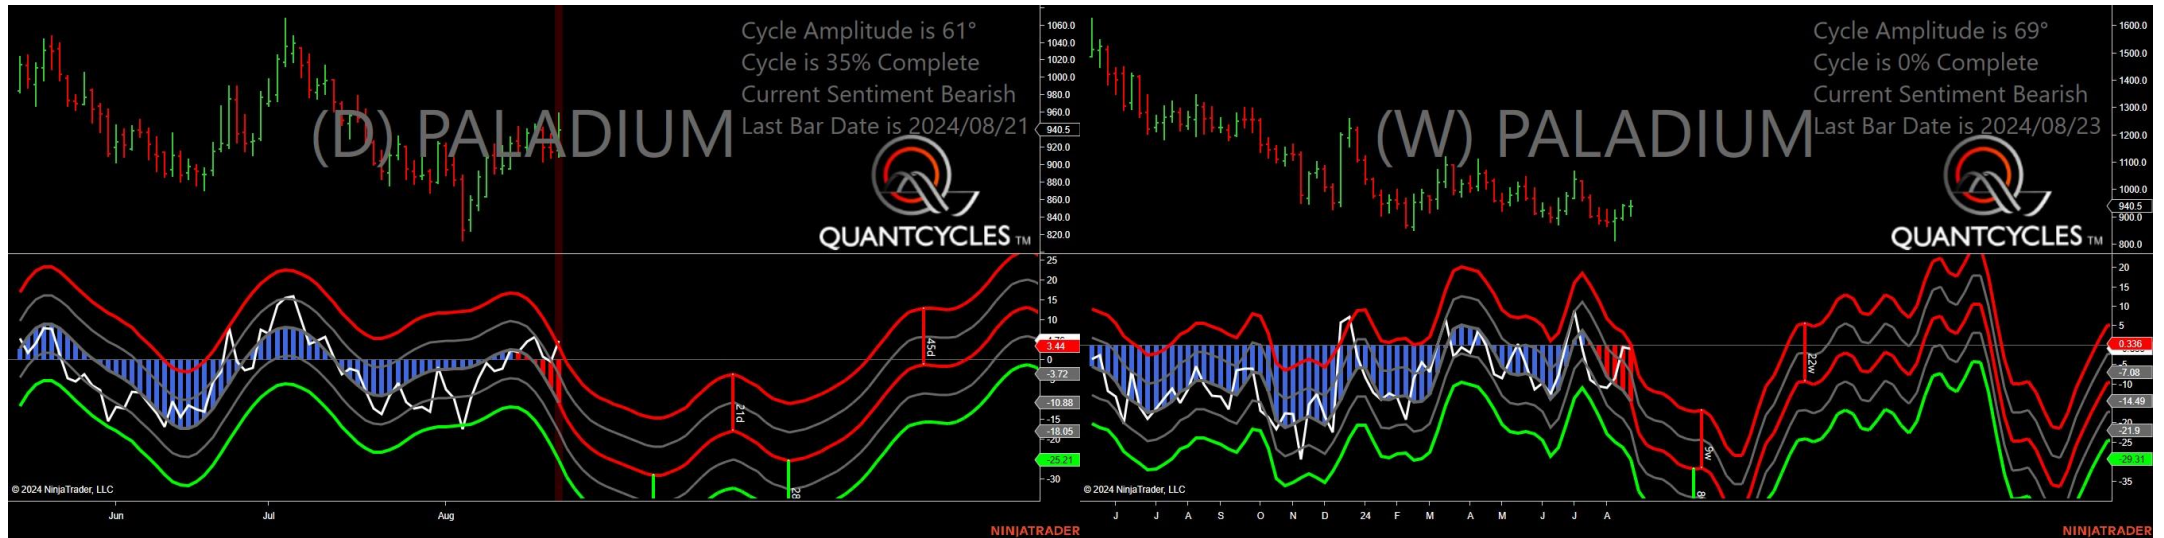 Cycle Amplitude is 61°
Cycle is 35% Complete
Current Sentiment Bearish
Last Bar Date is 2024/08/21
(D) PALADIUM
QUANTCYCLES TM
1060.0
1040.0
1020.0
1000.0
980.0
960.0
940.5
920.0
900.0
880.0
860.0
840.0
820.0
25
20
15
10
3.44
0
-3.72
-10.88
-15
-18.05
-20
-25.21
-30
45d
21d
28
© 2024 NinjaTrader, LLC
Jun Jul Aug
NINJATRADER
Cycle Amplitude is 69°
Cycle is 0% Complete
Current Sentiment Bearish
Last Bar Date is 2024/08/23
(W) PALADIUM
QUANTCYCLES TM
1600.0
1500.0
1400.0
1300.0
1200.0
1100.0
1000.0
940.5
900.0
800.0
20
15
10
5
0.336
-7.08
-10
-14.49
-20
-21.9
-25
-29.31
-35
22w
9w
© 2024 NinjaTrader, LLC
J J A S O N D 24 F M A M J J A
NINJATRADER